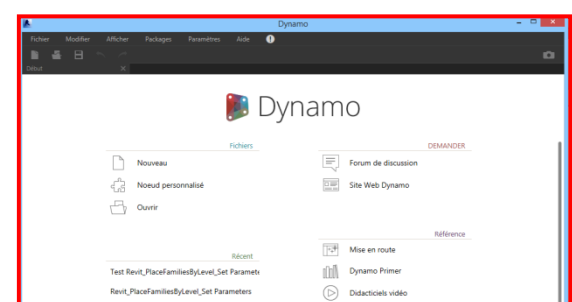 Dynamo
Fichier Modifier Afficher Packages Paramètres Aide
Début
Dynamo
Fichiers
Nouveau
Noeud personnalisé
Ouvrir
Récent
Test Revit_PlaceFamiliesByLevel_Set Paramete
Revit_PlaceFamiliesByLevel_Set Parameters
DEMANDER
Forum de discussion
Site Web Dynamo
Référence
Mise en route
Dynamo Primer
Didacticiels vidéo